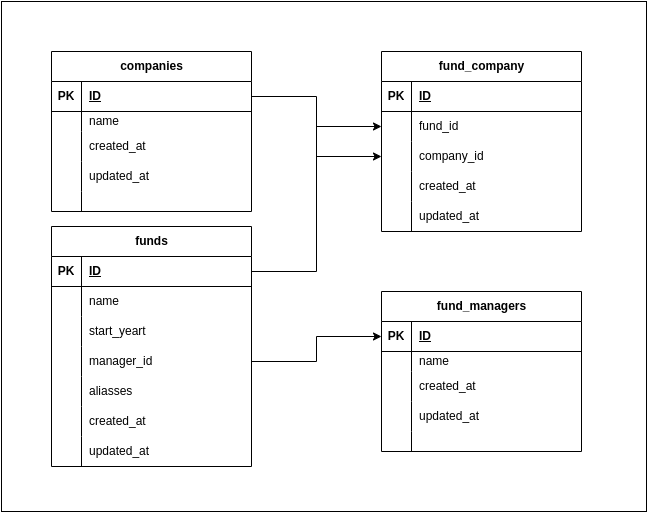 companies
PK ID
name
created_at
updated_at
funds
PK ID
name
start_yeart
manager_id
aliasses
created_at
updated_at
fund_company
PK ID
fund_id
company_id
created_at
updated_at
fund_managers
PK ID
name
created_at
updated_at